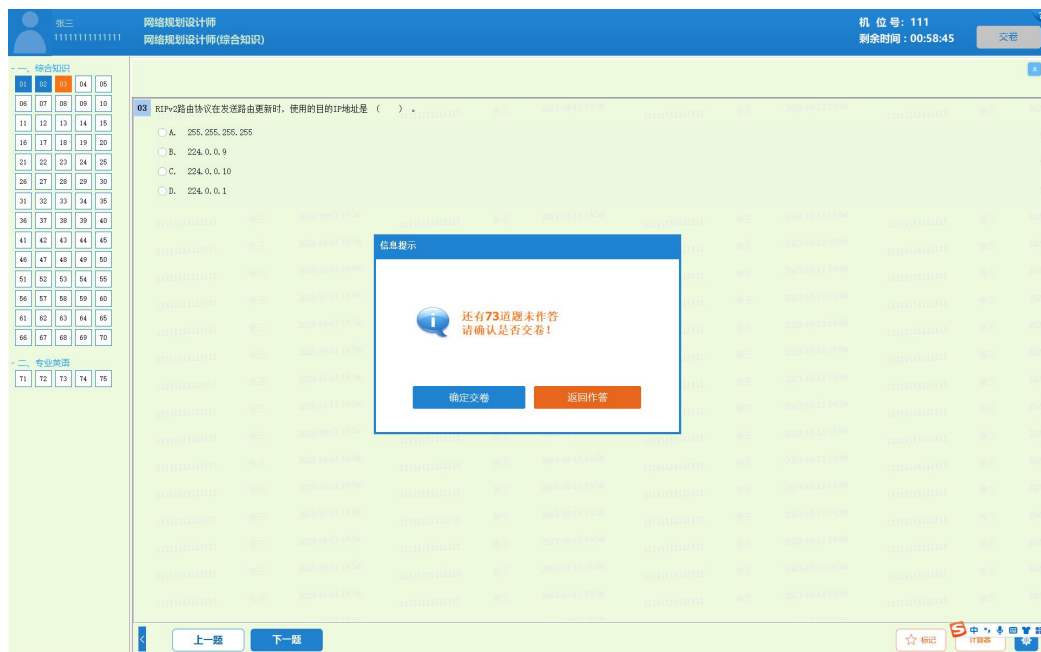 张三
11111111111111
网络规划设计师
网络规划设计师(综合知识)
机 位 号: 111
剩余时间：00:58:45
交卷
- 一、综合知识
01 02 03 04 05
06 07 08 09 10
11 12 13 14 15
16 17 18 19 20
21 22 23 24 25
26 27 28 29 30
31 32 33 34 35
36 37 38 39 40
41 42 43 44 45
46 47 48 49 50
51 52 53 54 55
56 57 58 59 60
61 62 63 64 65
66 67 68 69 70
- 二、专业英语
71 72 73 74 75
03 RIPv2路由协议在发送路由更新时，使用的目的IP地址是 （ ）。
A. 255.255.255.255
B. 224.0.0.9
C. 224.0.0.10
D. 224.0.0.1
信息提示
还有73道题未作答
请确认是否交卷!
确定交卷
返回作答
上一题
下一题
标记
计算器
中